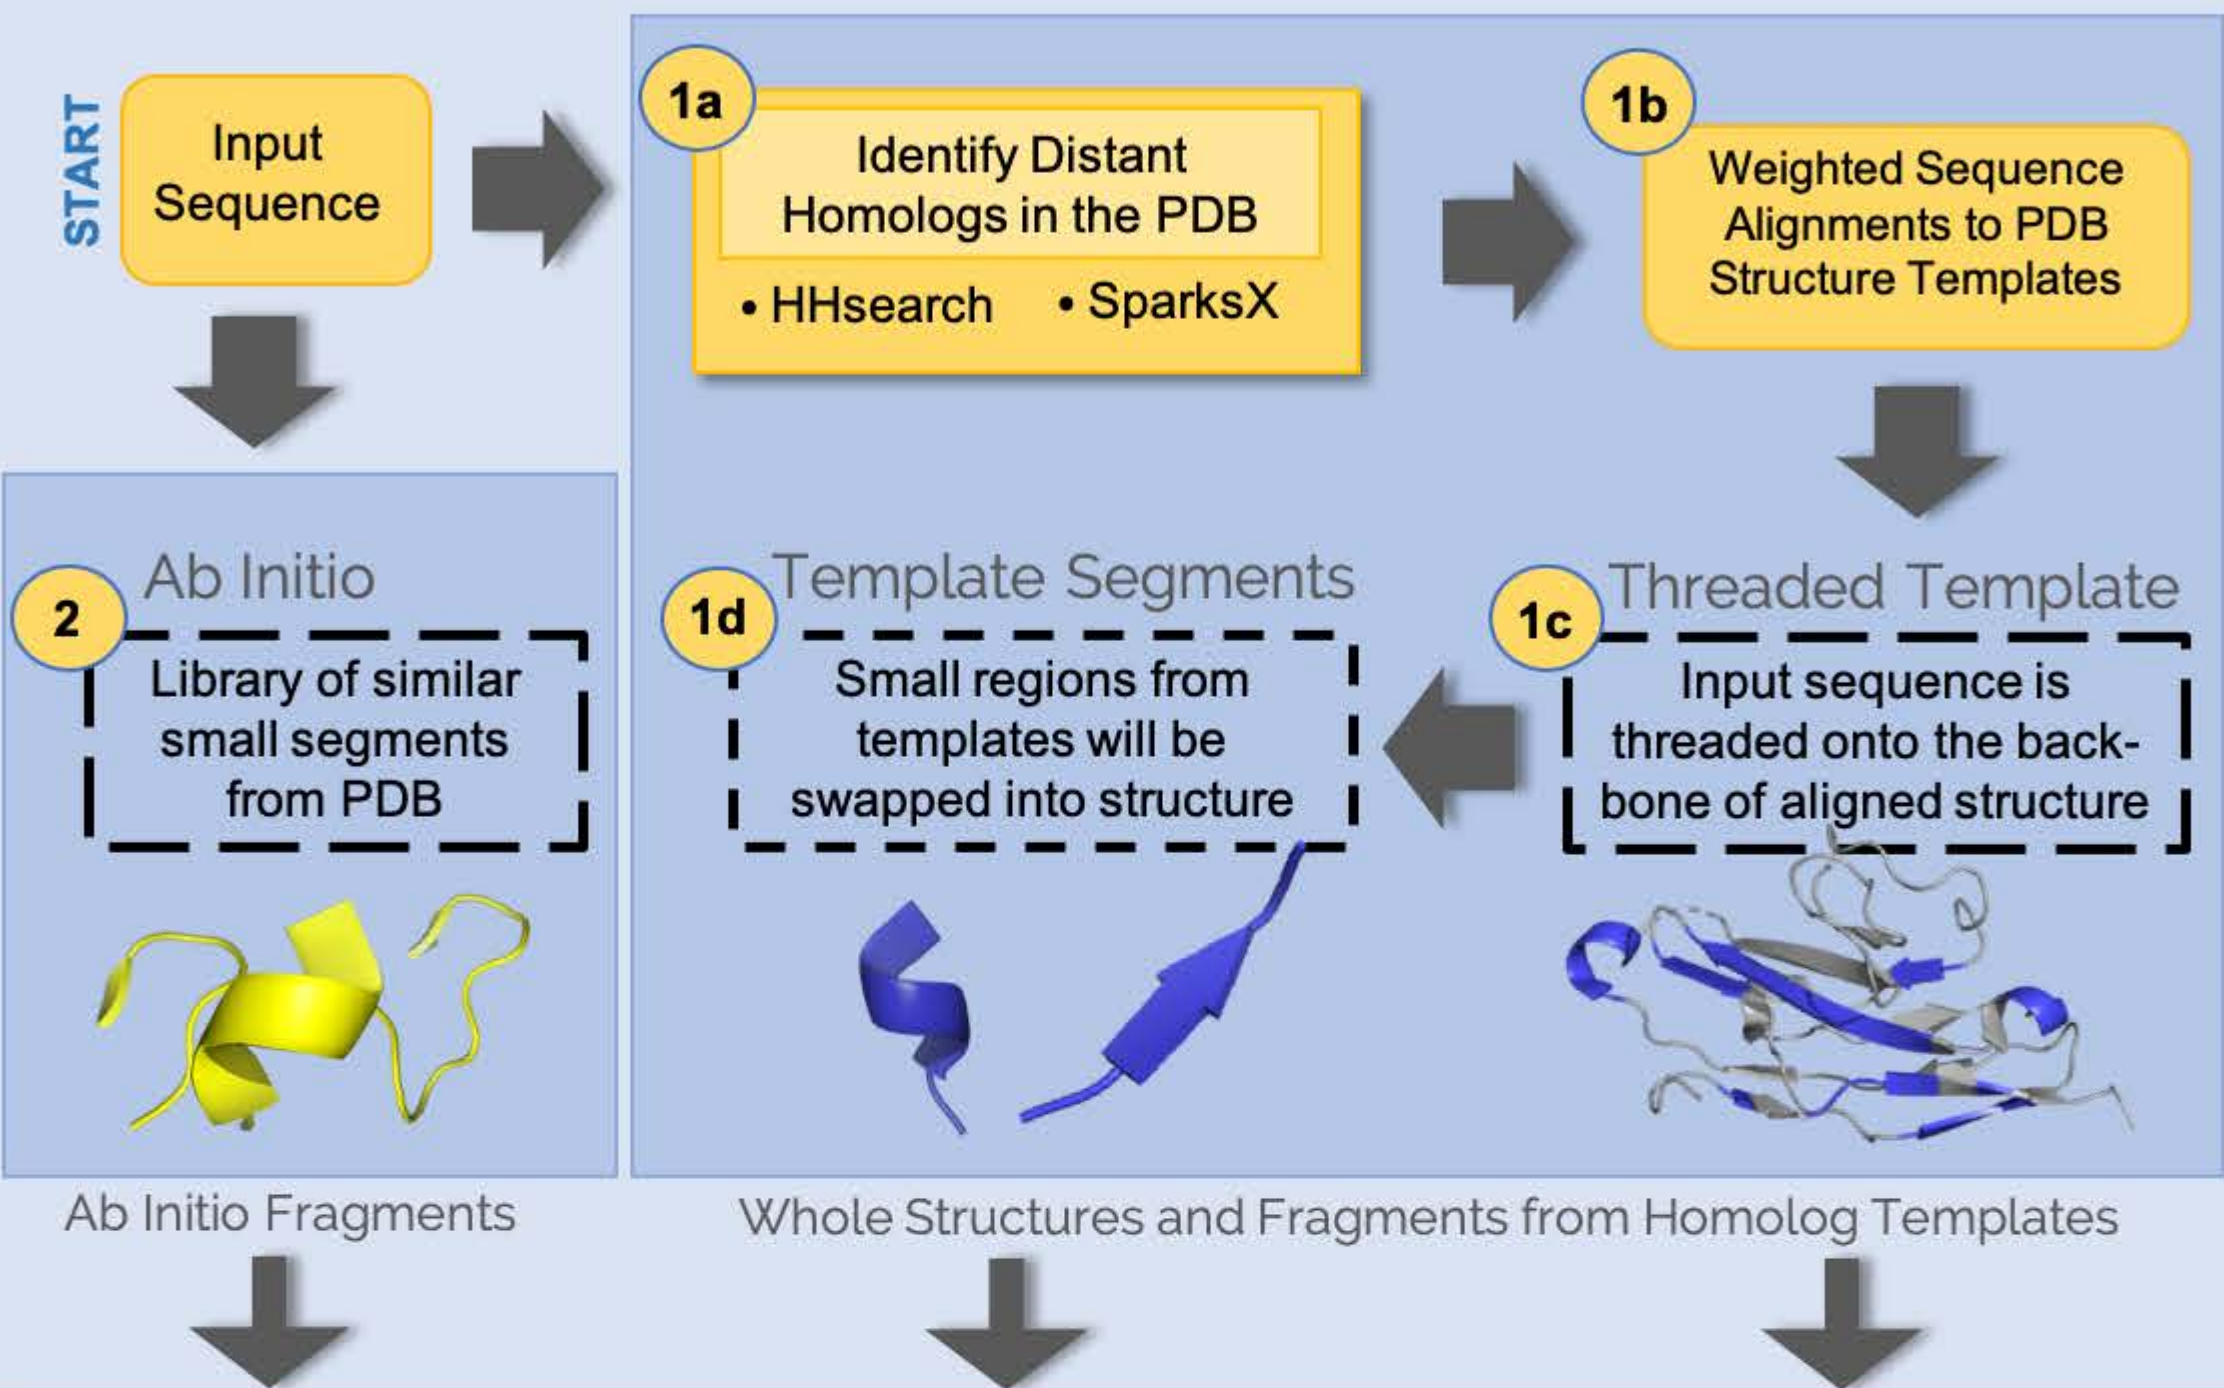 START
Input
Sequence
1a
Identify Distant
Homologs in the PDB
• HHsearch • SparksX
1b
Weighted Sequence
Alignments to PDB
Structure Templates
2
Ab Initio
Library of similar
small segments
from PDB
1d
Template Segments
Small regions from
templates will be
swapped into structure
1c
Threaded Template
Input sequence is
threaded onto the back-
bone of aligned structure
Ab Initio Fragments
Whole Structures and Fragments from Homolog Templates